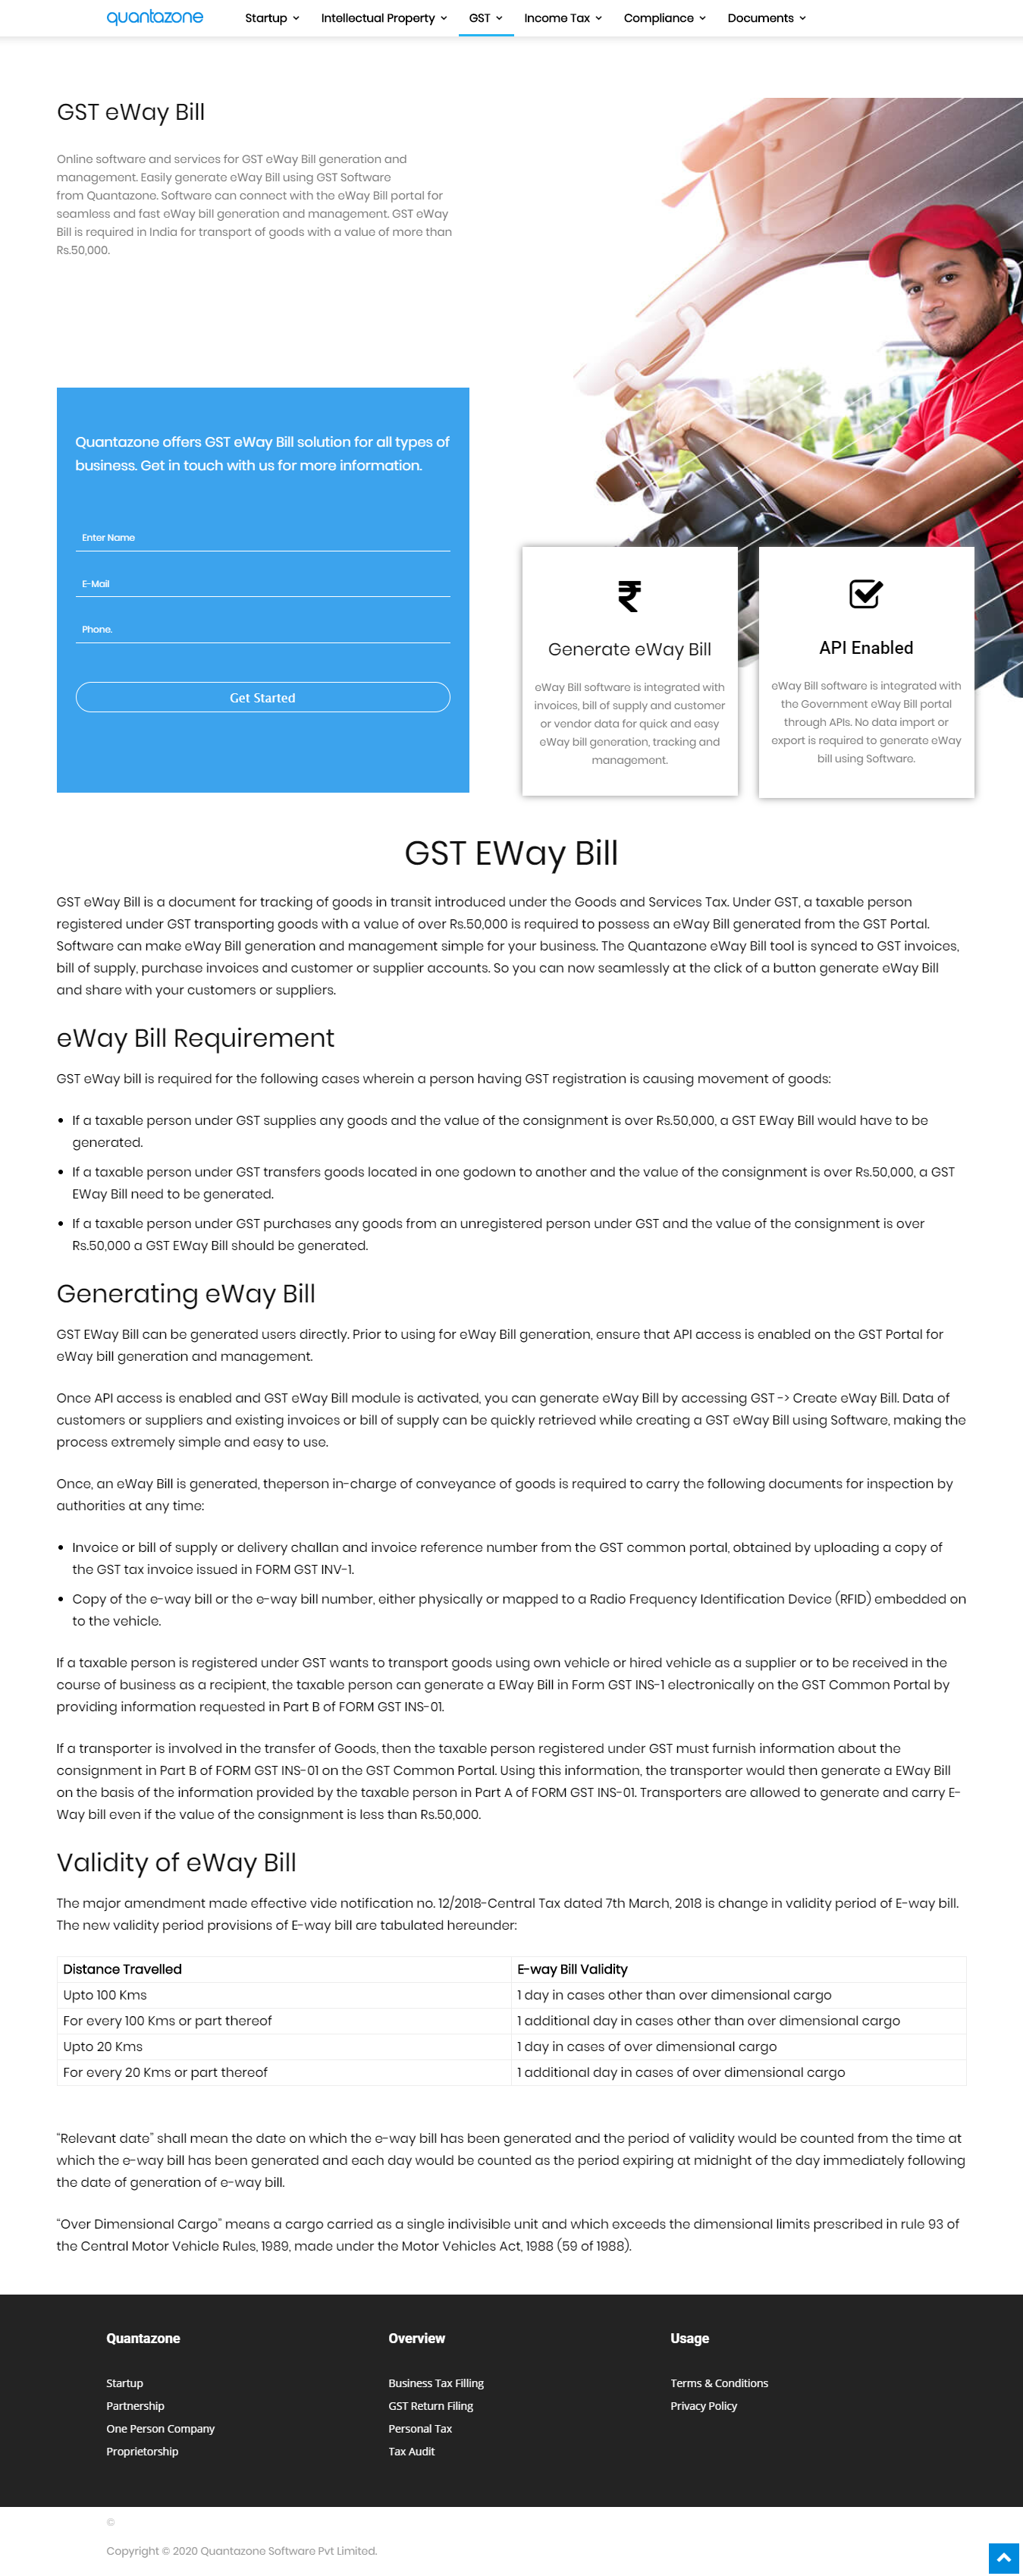 quantazone
Startup
Intellectual Property
GST
Income Tax
Compliance
Documents
GST eWay Bill
Online software and services for GST eWay Bill generation and
management. Easily generate eWay Bill using GST Software
from Quantazone. Software can connect with the eWay Bill portal for
seamless and fast eWay bill generation and management. GST eWay
Bill is required in India for transport of goods with a value of more than
Rs.50,000.
Quantazone offers GST eWay Bill solution for all types of
business. Get in touch with us for more information.
Enter Name
E-Mail
Phone.
Get Started
₹
Generate eWay Bill
eWay Bill software is integrated with
invoices, bill of supply and customer
or vendor data for quick and easy
eWay bill generation, tracking and
management.
API Enabled
eWay Bill software is integrated with
the Government eWay Bill portal
through APIs. No data import or
export is required to generate eWay
bill using Software.
GST EWay Bill
GST eWay Bill is a document for tracking of goods in transit introduced under the Goods and Services Tax. Under GST, a taxable person
registered under GST transporting goods with a value of over Rs.50,000 is required to possess an eWay Bill generated from the GST Portal.
Software can make eWay Bill generation and management simple for your business. The Quantazone eWay Bill tool is synced to GST invoices,
bill of supply, purchase invoices and customer or supplier accounts. So you can now seamlessly at the click of a button generate eWay Bill
and share with your customers or suppliers.
eWay Bill Requirement
GST eWay bill is required for the following cases wherein a person having GST registration is causing movement of goods:
• If a taxable person under GST supplies any goods and the value of the consignment is over Rs.50,000, a GST EWay Bill would have to be
generated.
• If a taxable person under GST transfers goods located in one godown to another and the value of the consignment is over Rs.50,000, a GST
EWay Bill need to be generated.
• If a taxable person under GST purchases any goods from an unregistered person under GST and the value of the consignment is over
Rs.50,000 a GST EWay Bill should be generated.
Generating eWay Bill
GST EWay Bill can be generated users directly. Prior to using for eWay Bill generation, ensure that API access is enabled on the GST Portal for
eWay bill generation and management.
Once API access is enabled and GST eWay Bill module is activated, you can generate eWay Bill by accessing GST -> Create eWay Bill. Data of
customers or suppliers and existing invoices or bill of supply can be quickly retrieved while creating a GST eWay Bill using Software, making the
process extremely simple and easy to use.
Once, an eWay Bill is generated, theperson in-charge of conveyance of goods is required to carry the following documents for inspection by
authorities at any time:
• Invoice or bill of supply or delivery challan and invoice reference number from the GST common portal, obtained by uploading a copy of
the GST tax invoice issued in FORM GST INV-1.
• Copy of the e-way bill or the e-way bill number, either physically or mapped to a Radio Frequency Identification Device (RFID) embedded on
to the vehicle.
If a taxable person is registered under GST wants to transport goods using own vehicle or hired vehicle as a supplier or to be received in the
course of business as a recipient, the taxable person can generate a EWay Bill in Form GST INS-1 electronically on the GST Common Portal by
providing information requested in Part B of FORM GST INS-01.
If a transporter is involved in the transfer of Goods, then the taxable person registered under GST must furnish information about the
consignment in Part B of FORM GST INS-01 on the GST Common Portal. Using this information, the transporter would then generate a EWay Bill
on the basis of the information provided by the taxable person in Part A of FORM GST INS-01. Transporters are allowed to generate and carry E-
Way bill even if the value of the consignment is less than Rs.50,000.
Validity of eWay Bill
The major amendment made effective vide notification no. 12/2018-Central Tax dated 7th March, 2018 is change in validity period of E-way bill.
The new validity period provisions of E-way bill are tabulated hereunder:
Distance Travelled
E-way Bill Validity
Upto 100 Kms
1 day in cases other than over dimensional cargo
For every 100 Kms or part thereof
1 additional day in cases other than over dimensional cargo
Upto 20 Kms
1 day in cases of over dimensional cargo
For every 20 Kms or part thereof
1 additional day in cases of over dimensional cargo
“Relevant date” shall mean the date on which the e-way bill has been generated and the period of validity would be counted from the time at
which the e-way bill has been generated and each day would be counted as the period expiring at midnight of the day immediately following
the date of generation of e-way bill.
“Over Dimensional Cargo” means a cargo carried as a single indivisible unit and which exceeds the dimensional limits prescribed in rule 93 of
the Central Motor Vehicle Rules, 1989, made under the Motor Vehicles Act, 1988 (59 of 1988).
Quantazone
Startup
Partnership
One Person Company
Proprietorship
Overview
Business Tax Filling
GST Return Filing
Personal Tax
Tax Audit
Usage
Terms & Conditions
Privacy Policy
©
Copyright © 2020 Quantazone Software Pvt Limited.